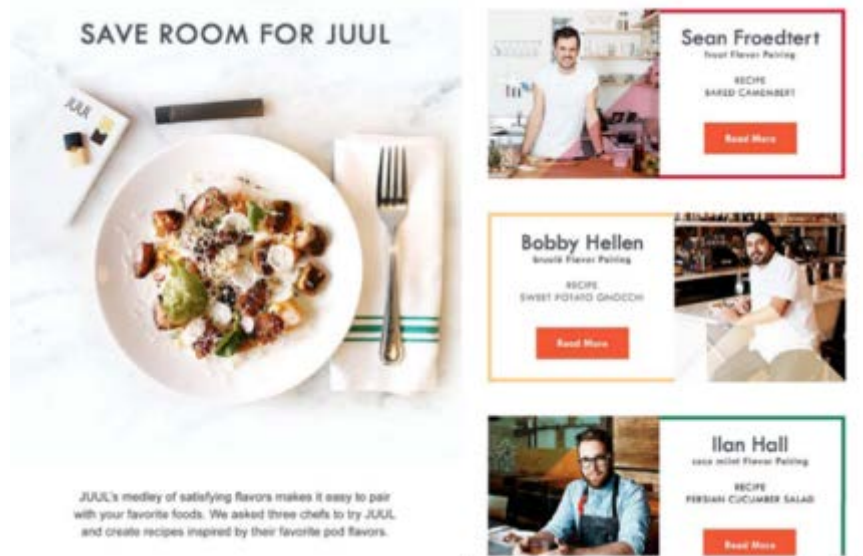 SAVE ROOM FOR JUUL
JUUL
JUUL's medley of satisfying flavors makes it easy to pair
with your favorite foods. We asked three chefs to try JUUL
and create recipes inspired by their favorite pod flavors.
Sean Froedtert
fruut Flavor Pairing
RECIPE
BAKED CAMEMBERT
Read More
Bobby Hellen
bruulé Flavor Pairing
RECIPE
SWEET POTATO GNOCCHI
Read More
Ilan Hall
coco miint Flavor Pairing
RECIPE
PERSIAN CUCUMBER SALAD
Read More